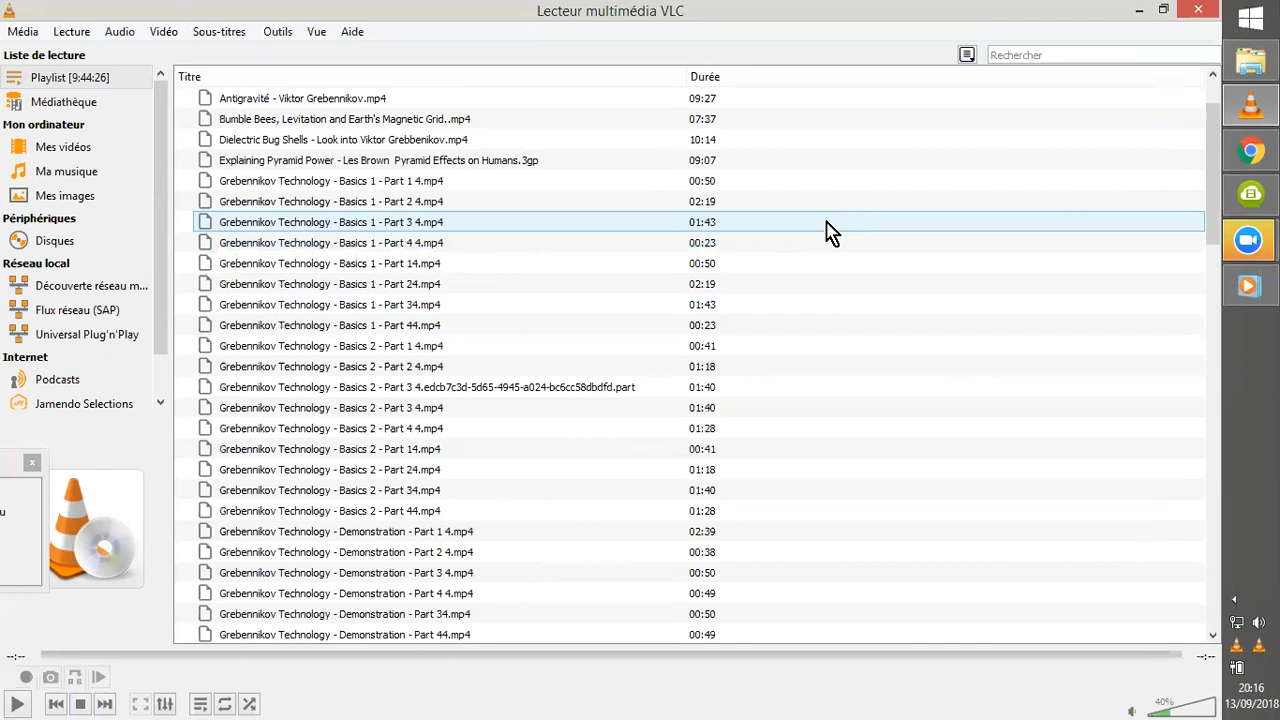 Lecteur multimédia VLC
Média Lecture Audio Vidéo Sous-titres Outils Vue Aide
Liste de lecture
Rechercher
Playlist [9:44:26]
Médiathèque
Mon ordinateur
Mes vidéos
Ma musique
Mes images
Périphériques
Disques
Réseau local
Découverte réseau m...
Flux réseau (SAP)
Universal Plug'n'Play
Internet
Podcasts
Jamendo Selections
u
Titre Durée
Antigravité - Viktor Grebennikov.mp4 09:27
Bumble Bees, Levitation and Earth's Magnetic Grid..mp4 07:37
Dielectric Bug Shells - Look into Viktor Grebbenikov.mp4 10:14
Explaining Pyramid Power - Les Brown  Pyramid Effects on Humans.3gp 09:07
Grebennikov Technology - Basics 1 - Part 1 4.mp4 00:50
Grebennikov Technology - Basics 1 - Part 2 4.mp4 02:19
Grebennikov Technology - Basics 1 - Part 3 4.mp4 01:43
Grebennikov Technology - Basics 1 - Part 4 4.mp4 00:23
Grebennikov Technology - Basics 1 - Part 14.mp4 00:50
Grebennikov Technology - Basics 1 - Part 24.mp4 02:19
Grebennikov Technology - Basics 1 - Part 34.mp4 01:43
Grebennikov Technology - Basics 1 - Part 44.mp4 00:23
Grebennikov Technology - Basics 2 - Part 1 4.mp4 00:41
Grebennikov Technology - Basics 2 - Part 2 4.mp4 01:18
Grebennikov Technology - Basics 2 - Part 3 4.edcb7c3d-5d65-4945-a024-bc6cc58dbdfd.part 01:40
Grebennikov Technology - Basics 2 - Part 3 4.mp4 01:40
Grebennikov Technology - Basics 2 - Part 4 4.mp4 01:28
Grebennikov Technology - Basics 2 - Part 14.mp4 00:41
Grebennikov Technology - Basics 2 - Part 24.mp4 01:18
Grebennikov Technology - Basics 2 - Part 34.mp4 01:40
Grebennikov Technology - Basics 2 - Part 44.mp4 01:28
Grebennikov Technology - Demonstration - Part 1 4.mp4 02:39
Grebennikov Technology - Demonstration - Part 2 4.mp4 00:38
Grebennikov Technology - Demonstration - Part 3 4.mp4 00:50
Grebennikov Technology - Demonstration - Part 4 4.mp4 00:49
Grebennikov Technology - Demonstration - Part 34.mp4 00:50
Grebennikov Technology - Demonstration - Part 44.mp4 00:49
--:-- --:--
40%
20:16
13/09/2018